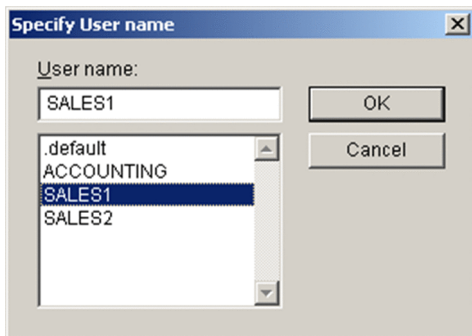 Specify User name
User name:
SALES1
OK
.default
Cancel
ACCOUNTING
SALES1
SALES2